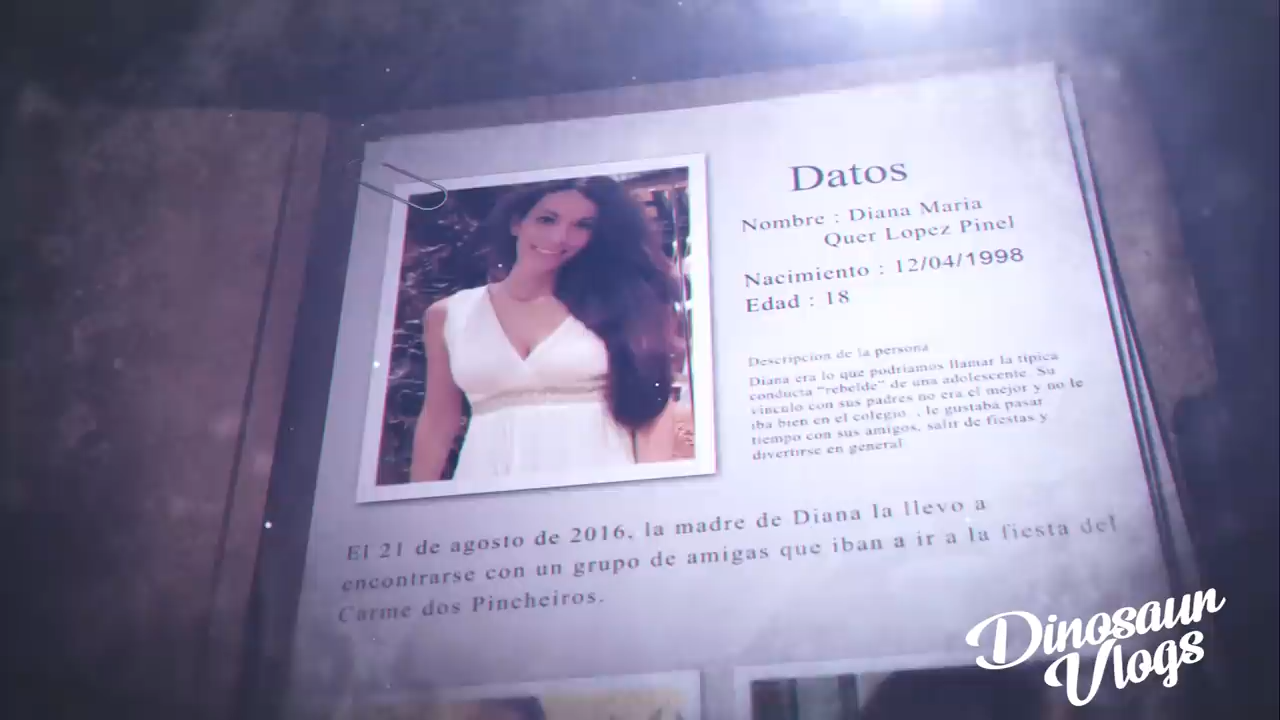 Datos
Nombre : Diana Maria
Quer Lopez Pinel
Nacimiento : 12/04/1998
Edad : 18
Descripcion de la persona
Diana era lo que podriamos llamar la tipica
conducta "rebelde" de una adolescente. Su
vinculo con sus padres no era el mejor y no le
iba bien en el colegio. , le gustaba pasar
tiempo con sus amigos, salir de fiestas y
divertirse en general
El 21 de agosto de 2016, la madre de Diana la llevo a
encontrarse con un grupo de amigas que iban a ir a la fiesta del
Carme dos Pincheiros.
Dinosaun
Vlogs